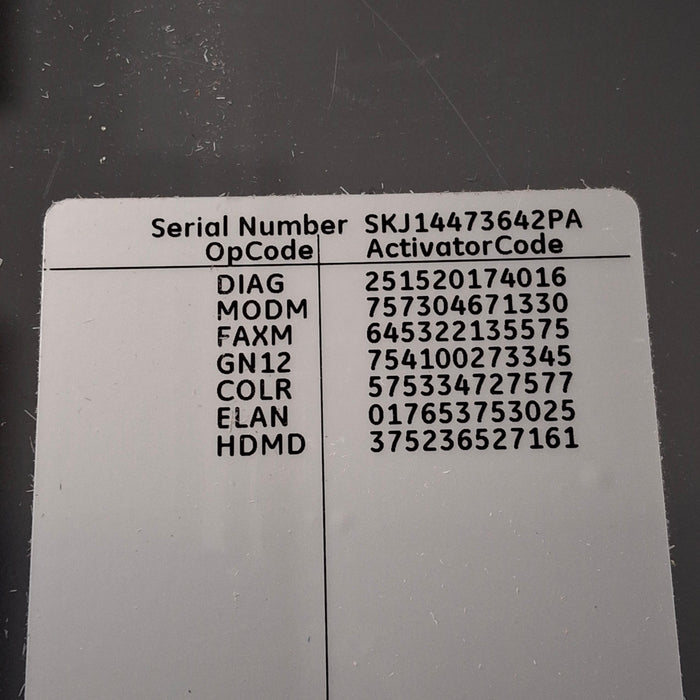 Serial Number SKJ14473642PA
OpCode ActivatorCode
DIAG 251520174016
MODM 757304671330
FAXM 645322135575
GN12 754100273345
COLR 575334727577
ELAN 017653753025
HDMD 375236527161